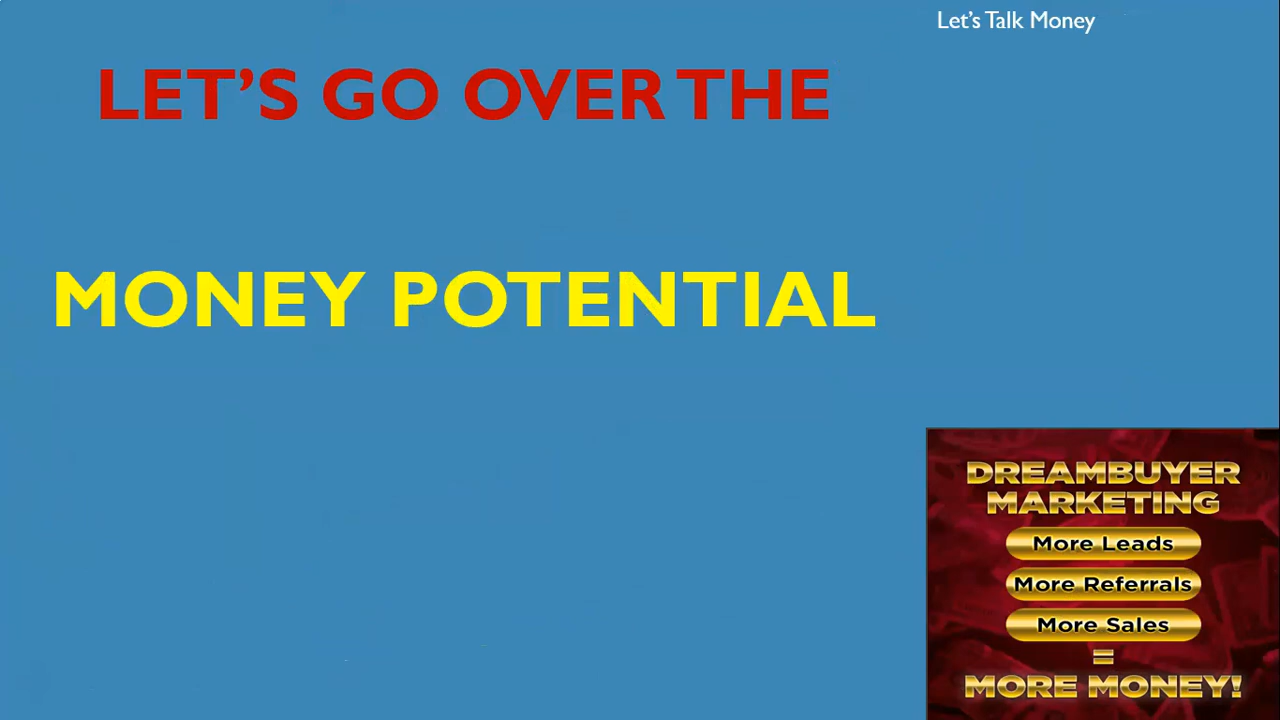 Let's Talk Money
LET'S GO OVER THE
MONEY POTENTIAL
DREAMBUYER
MARKETING
More Leads
More Referrals
More Sales
=
MORE MONEY!